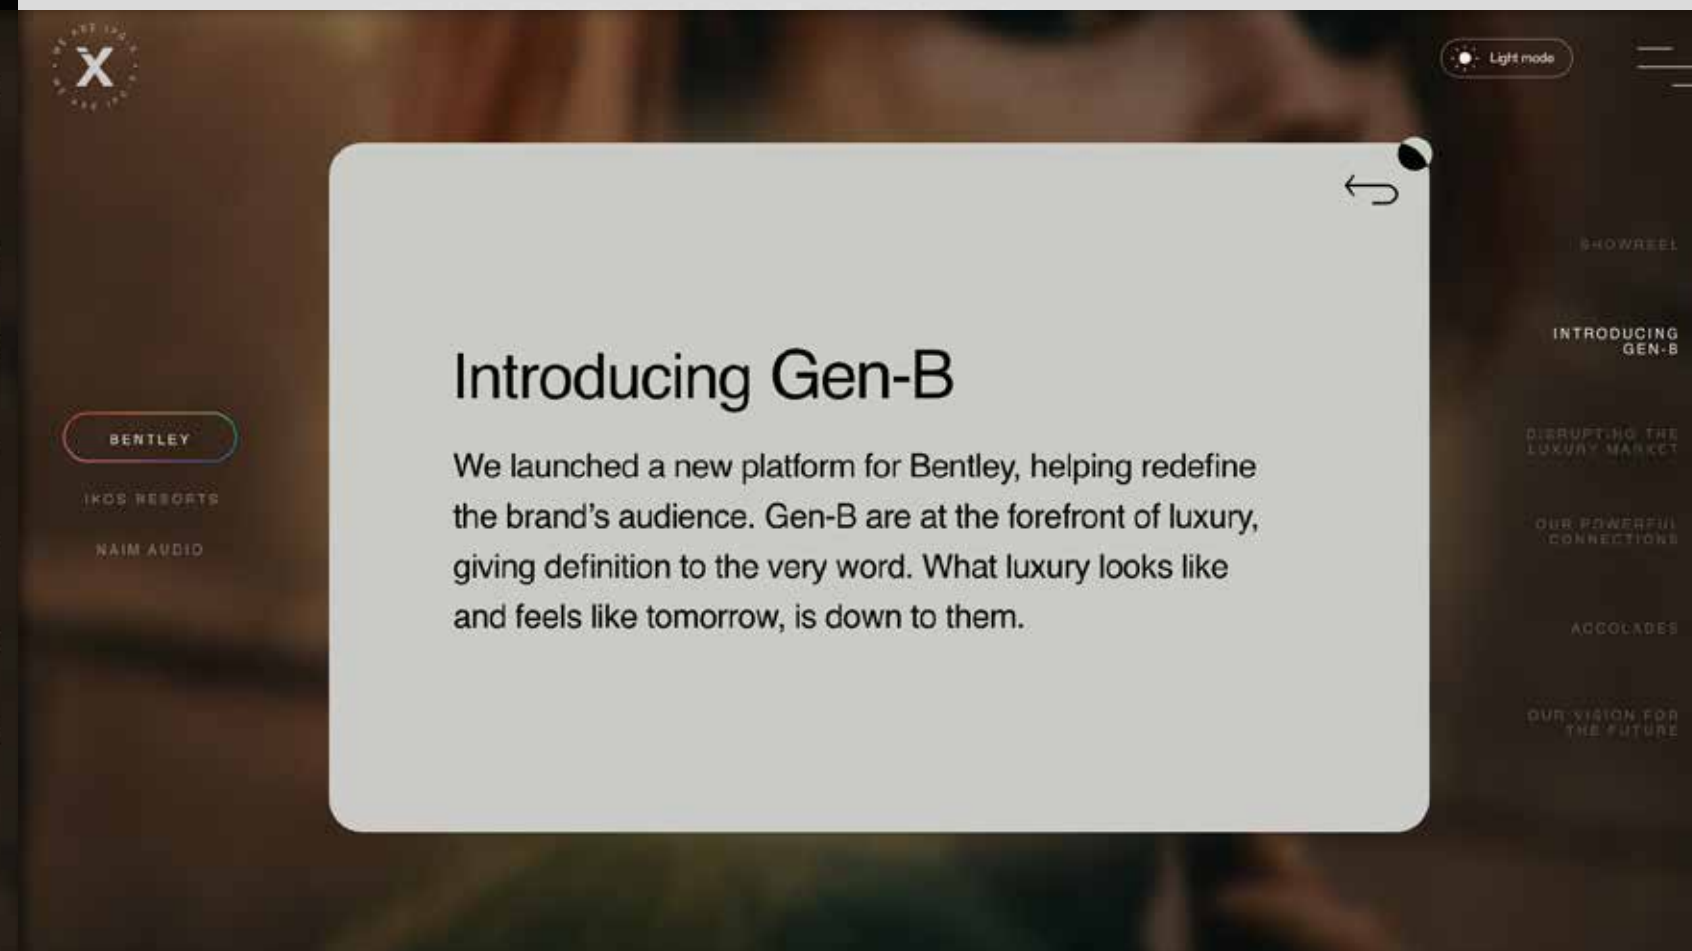 WE ARE IPG X
X
Light mode
SHOWREEL
INTRODUCING
GEN-B
BENTLEY
IKOS RESORTS
NAIM AUDIO
Introducing Gen-B
We launched a new platform for Bentley, helping redefine
the brand’s audience. Gen-B are at the forefront of luxury,
giving definition to the very word. What luxury looks like
and feels like tomorrow, is down to them.
DISRUPTING THE
LUXURY MARKET
OUR POWERFUL
CONNECTIONS
ACCOLADES
OUR VISION FOR
THE FUTURE